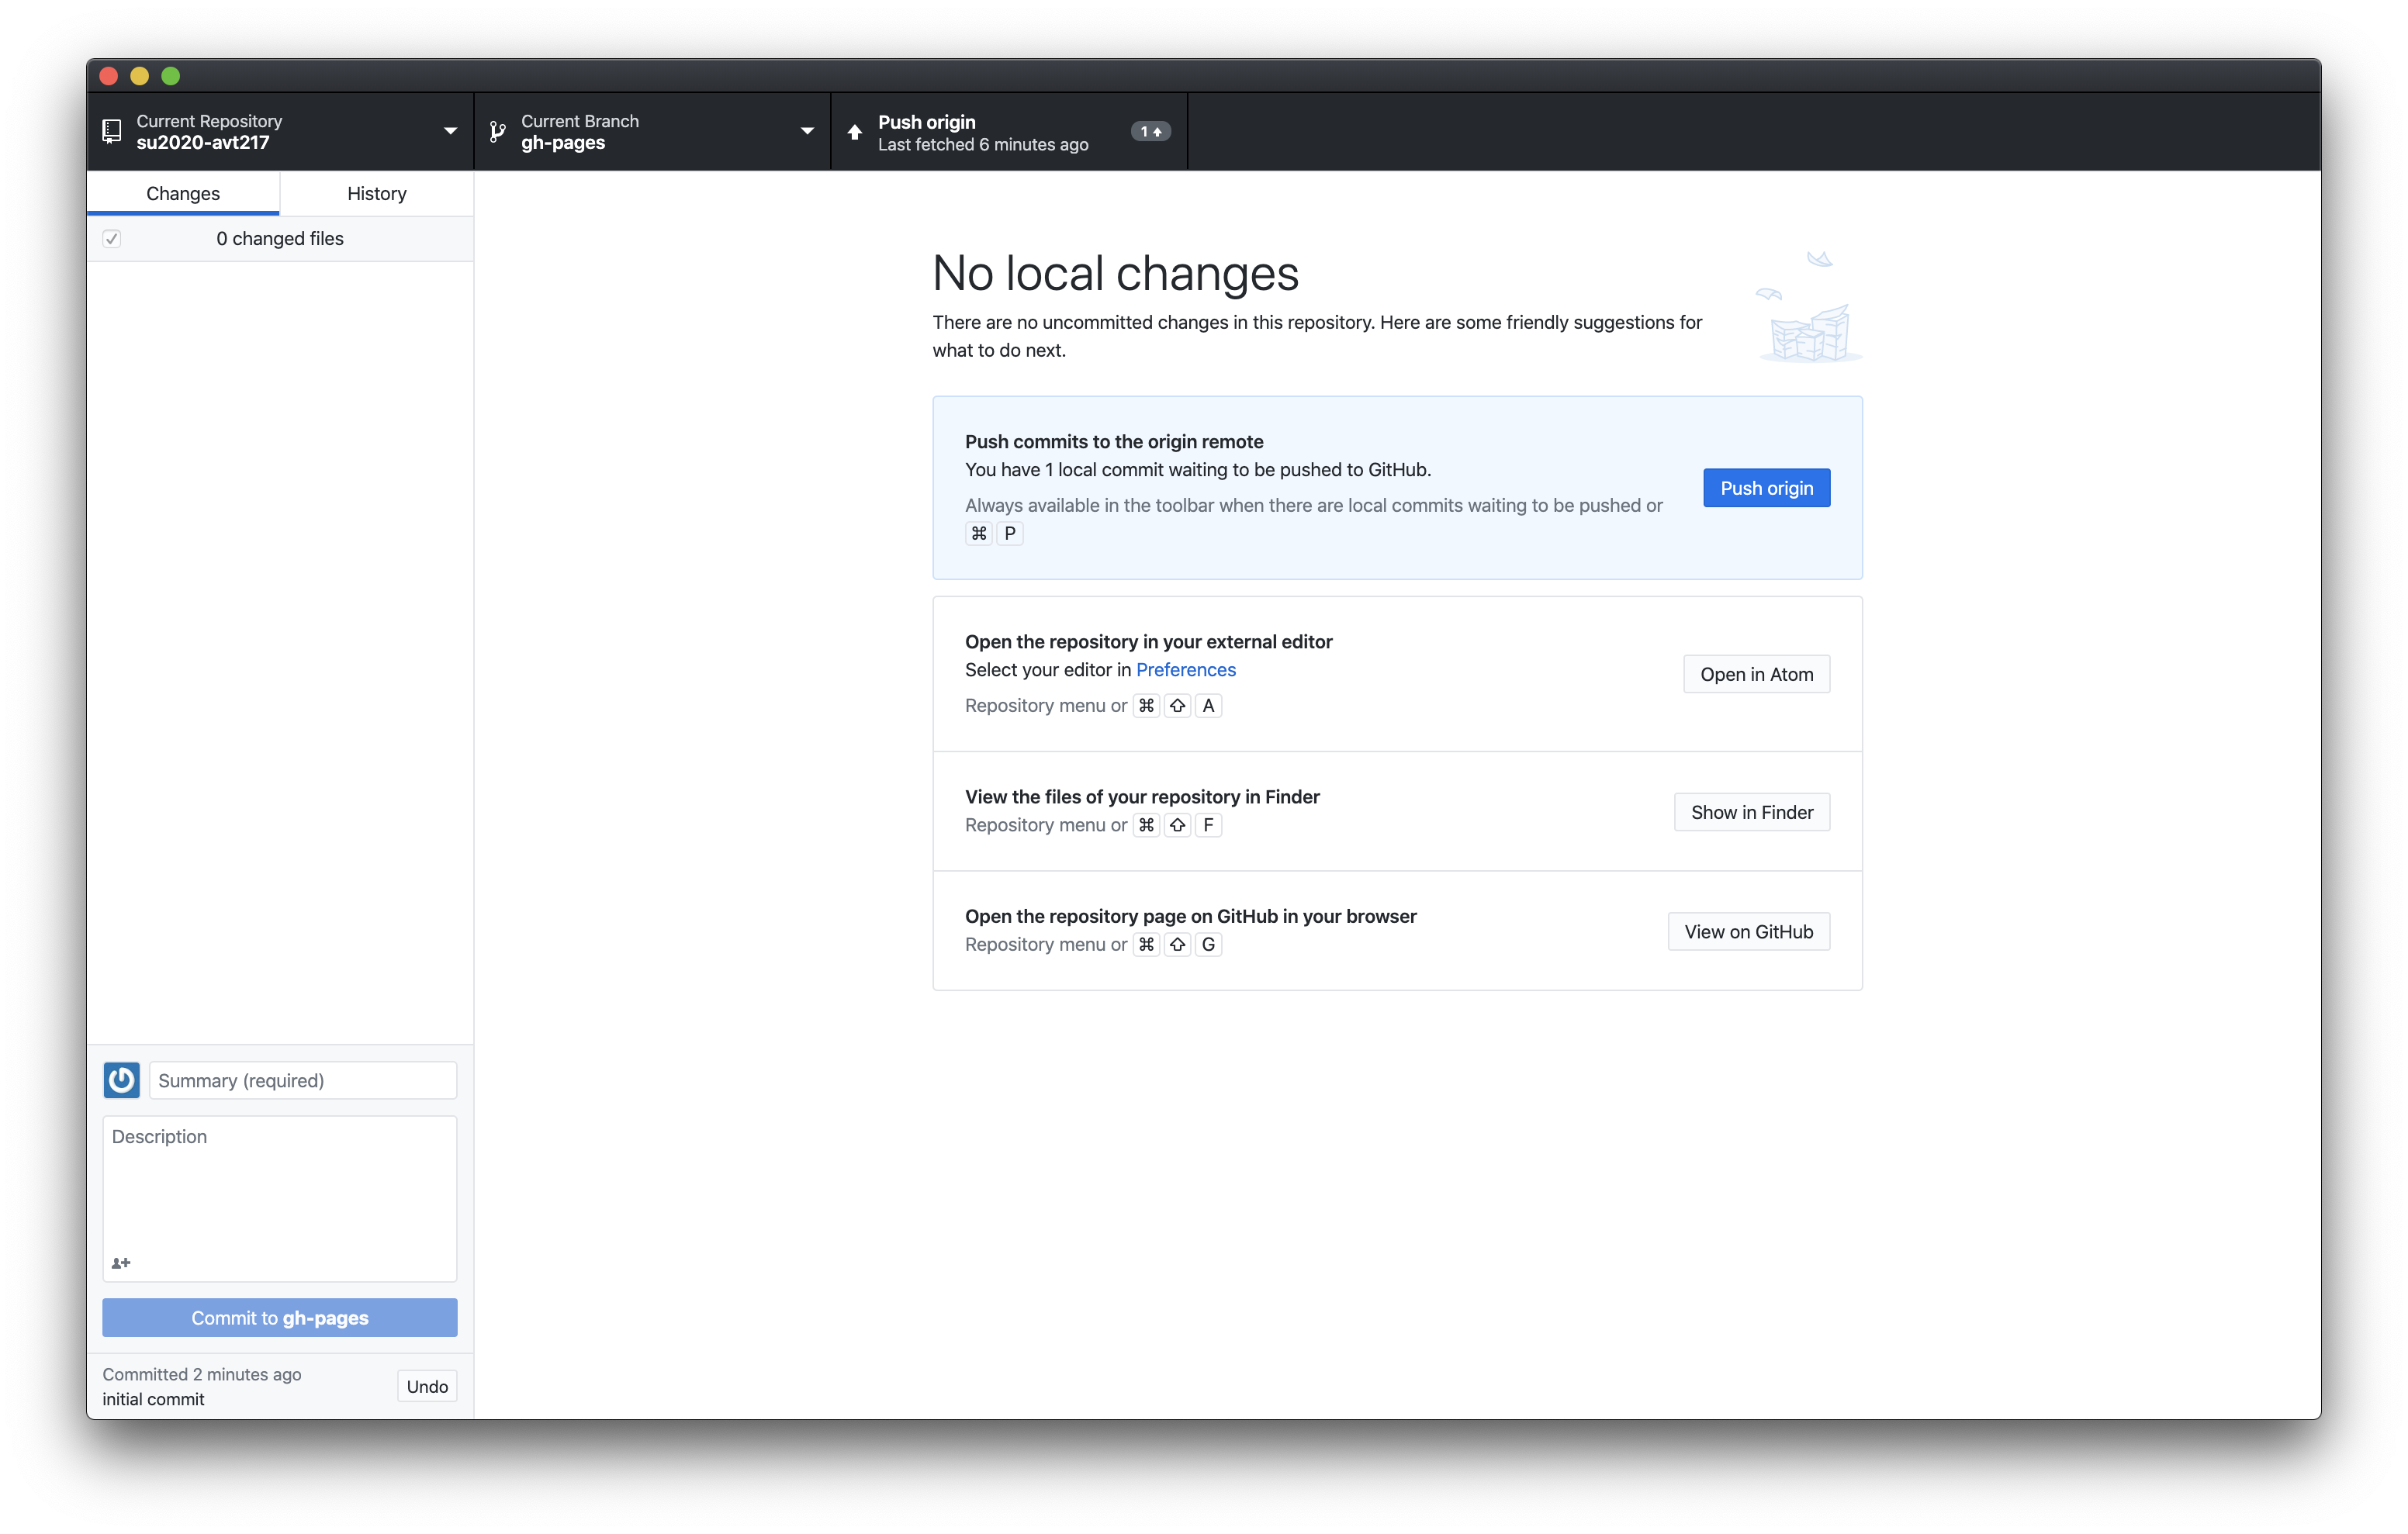 Current Repository
su2020-avt217
Current Branch
gh-pages
Push origin
Last fetched 6 minutes ago
1
Changes
History
0 changed files
No local changes
There are no uncommitted changes in this repository. Here are some friendly suggestions for
what to do next.
Push commits to the origin remote
You have 1 local commit waiting to be pushed to GitHub.
Always available in the toolbar when there are local commits waiting to be pushed or
⌘ P
Push origin
Open the repository in your external editor
Select your editor in Preferences
Repository menu or ⌘ ⇧ A
Open in Atom
View the files of your repository in Finder
Repository menu or ⌘ ⇧ F
Show in Finder
Open the repository page on GitHub in your browser
Repository menu or ⌘ ⇧ G
View on GitHub
Summary (required)
Description
Commit to gh-pages
Committed 2 minutes ago
initial commit
Undo